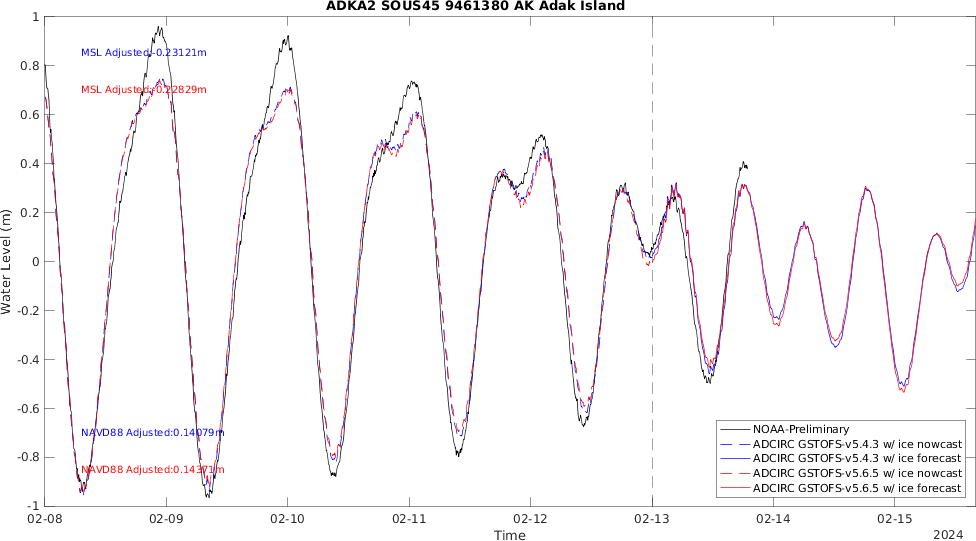 ADKA2 SOUS45 9461380 AK Adak Island
1
0.8
0.6
0.4
0.2
0
-0.2
-0.4
-0.6
-0.8
-1
Water Level (m)
MSL Adjusted:-0.23121m
MSL Adjusted:-0.22829m
NAVD88 Adjusted:0.14079m
NAVD88 Adjusted:0.14371m
NOAA-Preliminary
ADCIRC GSTOFS-v5.4.3 w/ ice nowcast
ADCIRC GSTOFS-v5.4.3 w/ ice forecast
ADCIRC GSTOFS-v5.6.5 w/ ice nowcast
ADCIRC GSTOFS-v5.6.5 w/ ice forecast
02-08 02-09 02-10 02-11 02-12 02-13 02-14 02-15
Time
2024